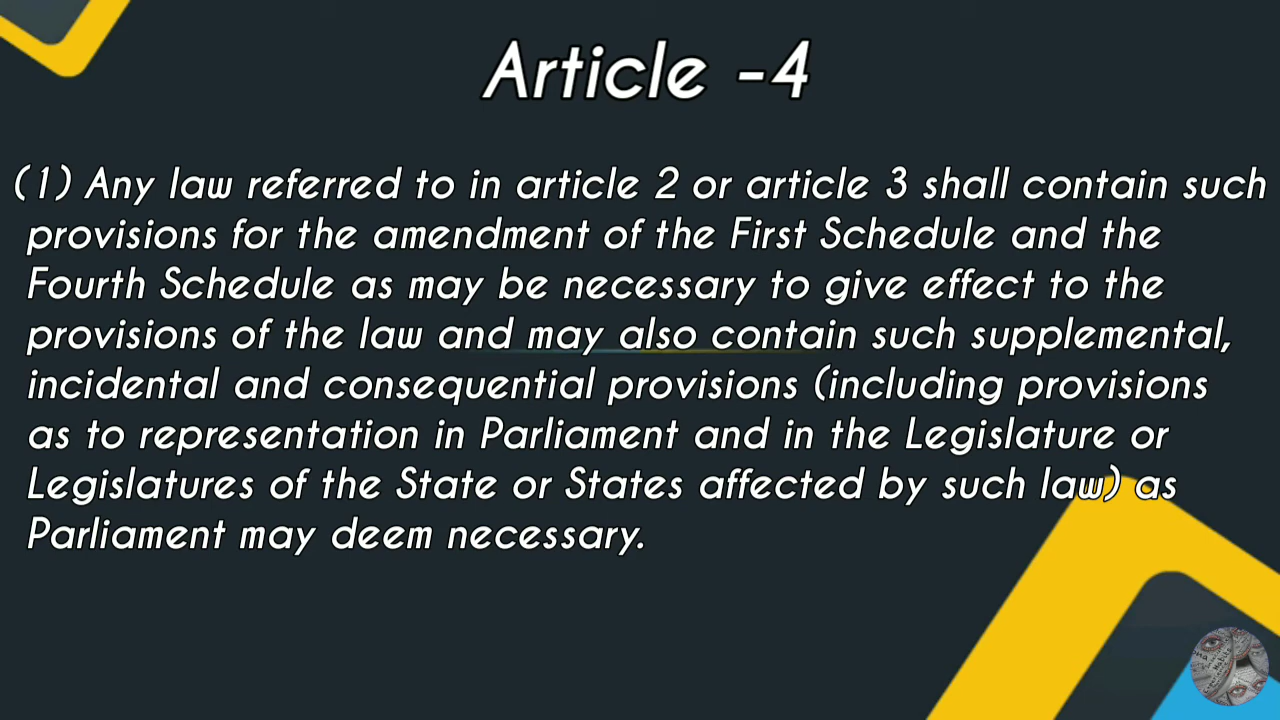 Article -4
(1) Any law referred to in article 2 or article 3 shall contain such
provisions for the amendment of the First Schedule and the
Fourth Schedule as may be necessary to give effect to the
provisions of the law and may also contain such supplemental,
incidental and consequential provisions (including provisions
as to representation in Parliament and in the Legislature or
Legislatures of the State or States affected by such law) as
Parliament may deem necessary.